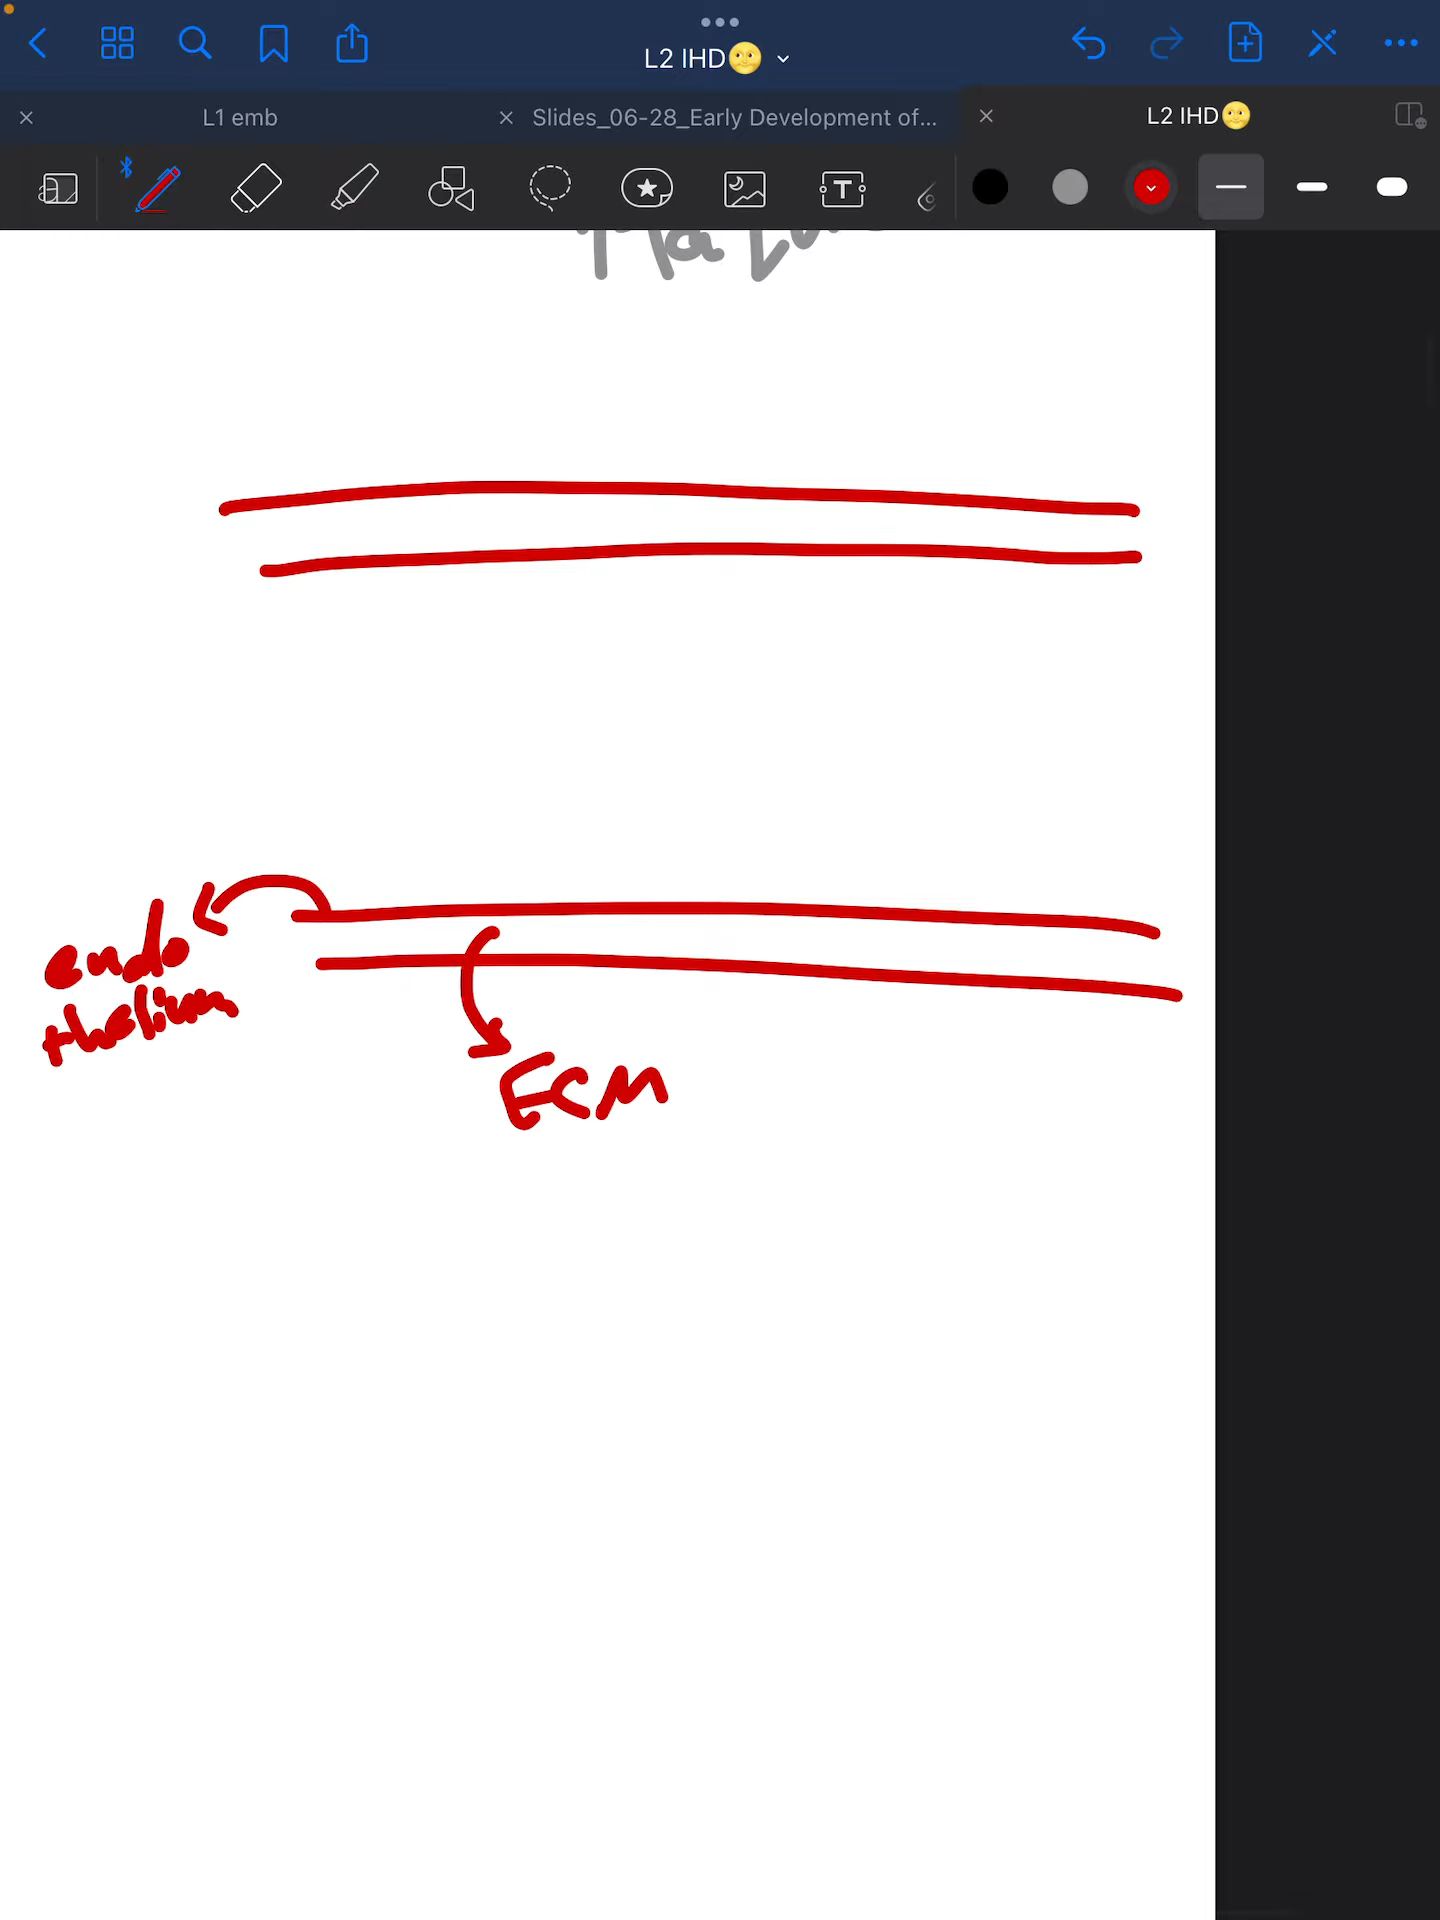 L2 IHD🌝
L1 emb
Slides_06-28_Early Development of...
L2 IHD🌝
endo
thelium
ECM